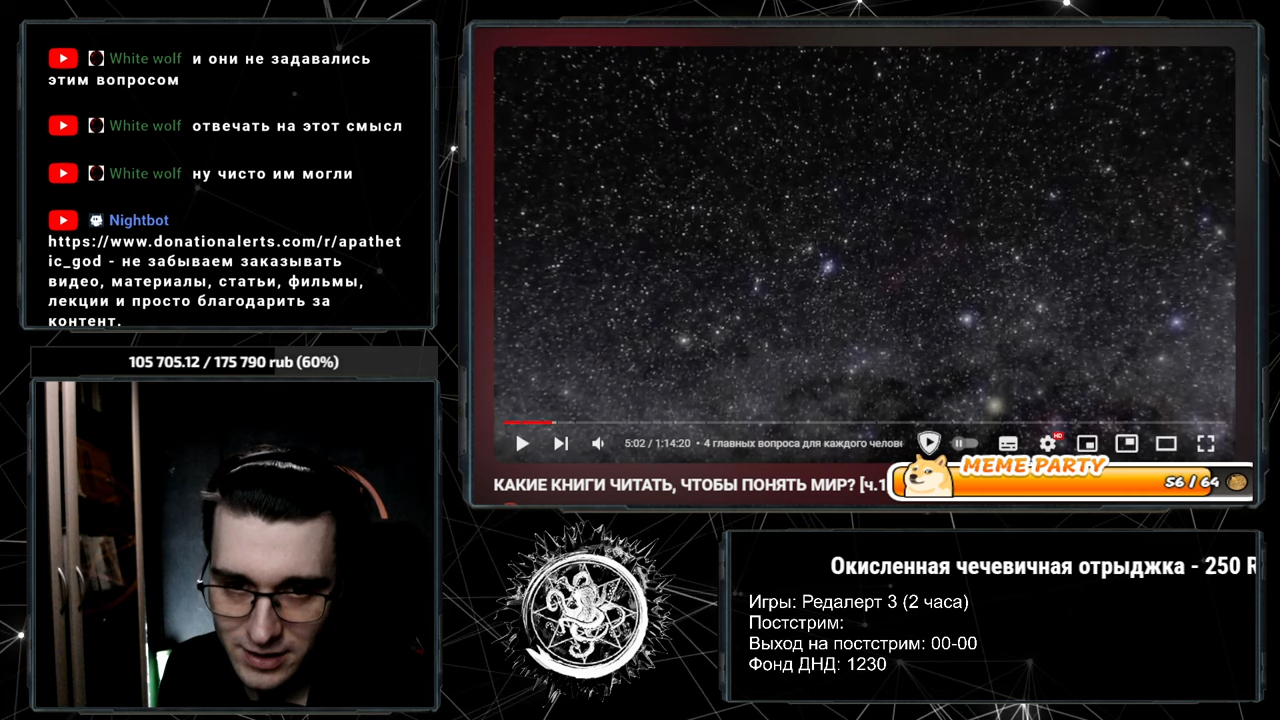 White wolf и они не задавались
этим вопросом
White wolf отвечать на этот смысл
White wolf ну чисто им могли
Nightbot
https://www.donationalerts.com/r/apathet
ic_god - не забываем заказывать
видео, материалы, статьи, фильмы,
лекции и просто благодарить за
контент.
105 705.12 / 175 790 rub (60%)
5:02 / 1:14:20 • 4 главных вопроса для каждого челове
HD
MEME PARTY
56 / 64
КАКИЕ КНИГИ ЧИТАТЬ, ЧТОБЫ ПОНЯТЬ МИР? [ч.1
Окисленная чечевичная отрыджка - 250 R
Игры: Редалерт 3 (2 часа)
Постстрим:
Выход на постстрим: 00-00
Фонд ДНД: 1230